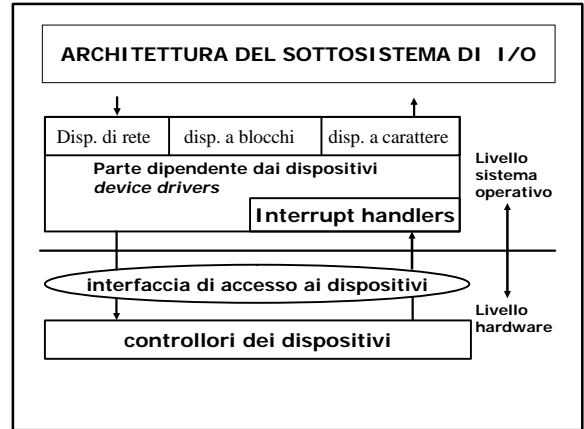 ARCHITETTURA DEL SOTTOSISTEMA DI I/O
Disp. di rete disp. a blocchi disp. a carattere
Parte dipendente dai dispositivi
device drivers
Interrupt handlers
Livello
sistema
operativo
interfaccia di accesso ai dispositivi
Livello
hardware
controllori dei dispositivi